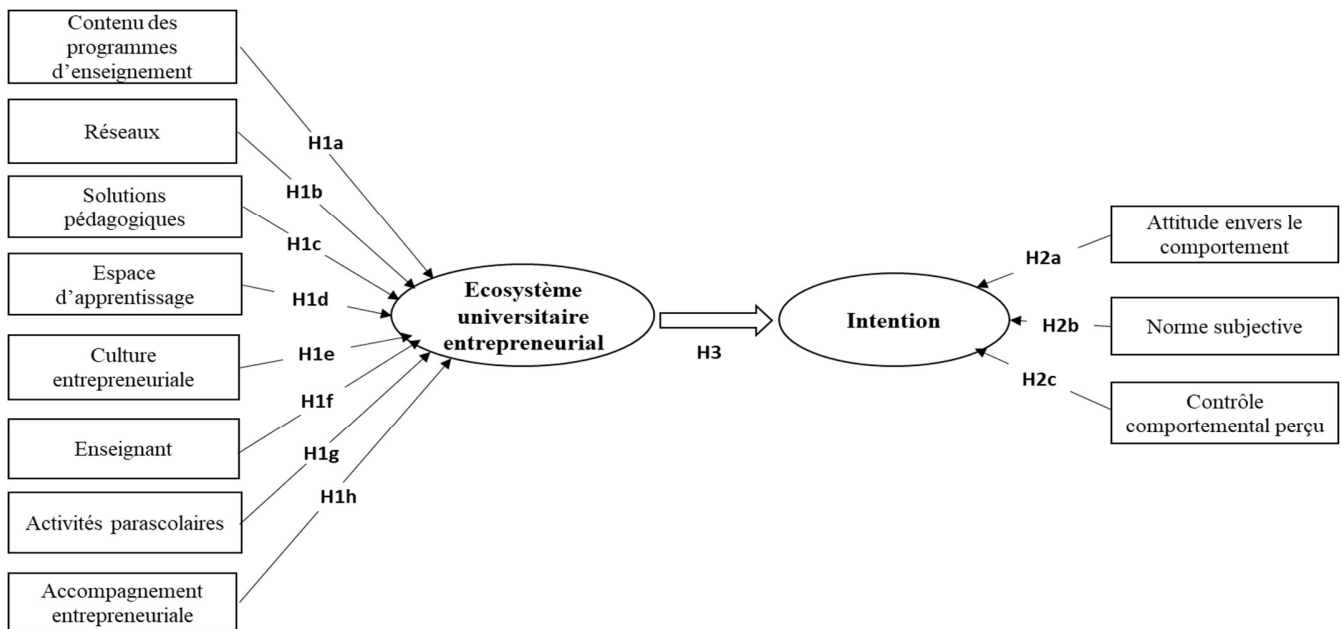 Contenu des
programmes
d’enseignement
Réseaux
Solutions
pédagogiques
Espace
d’apprentissage
Culture
entrepreneuriale
Enseignant
Activités parascolaires
Accompagnement
entrepreneuriale
H1a
H1b
H1c
H1d
H1e
H1f
H1g
H1h
Ecosystème
universitaire
entrepreneurial
H3
Intention
H2a
H2b
H2c
Attitude envers le
comportement
Norme subjective
Contrôle
comportemental perçu